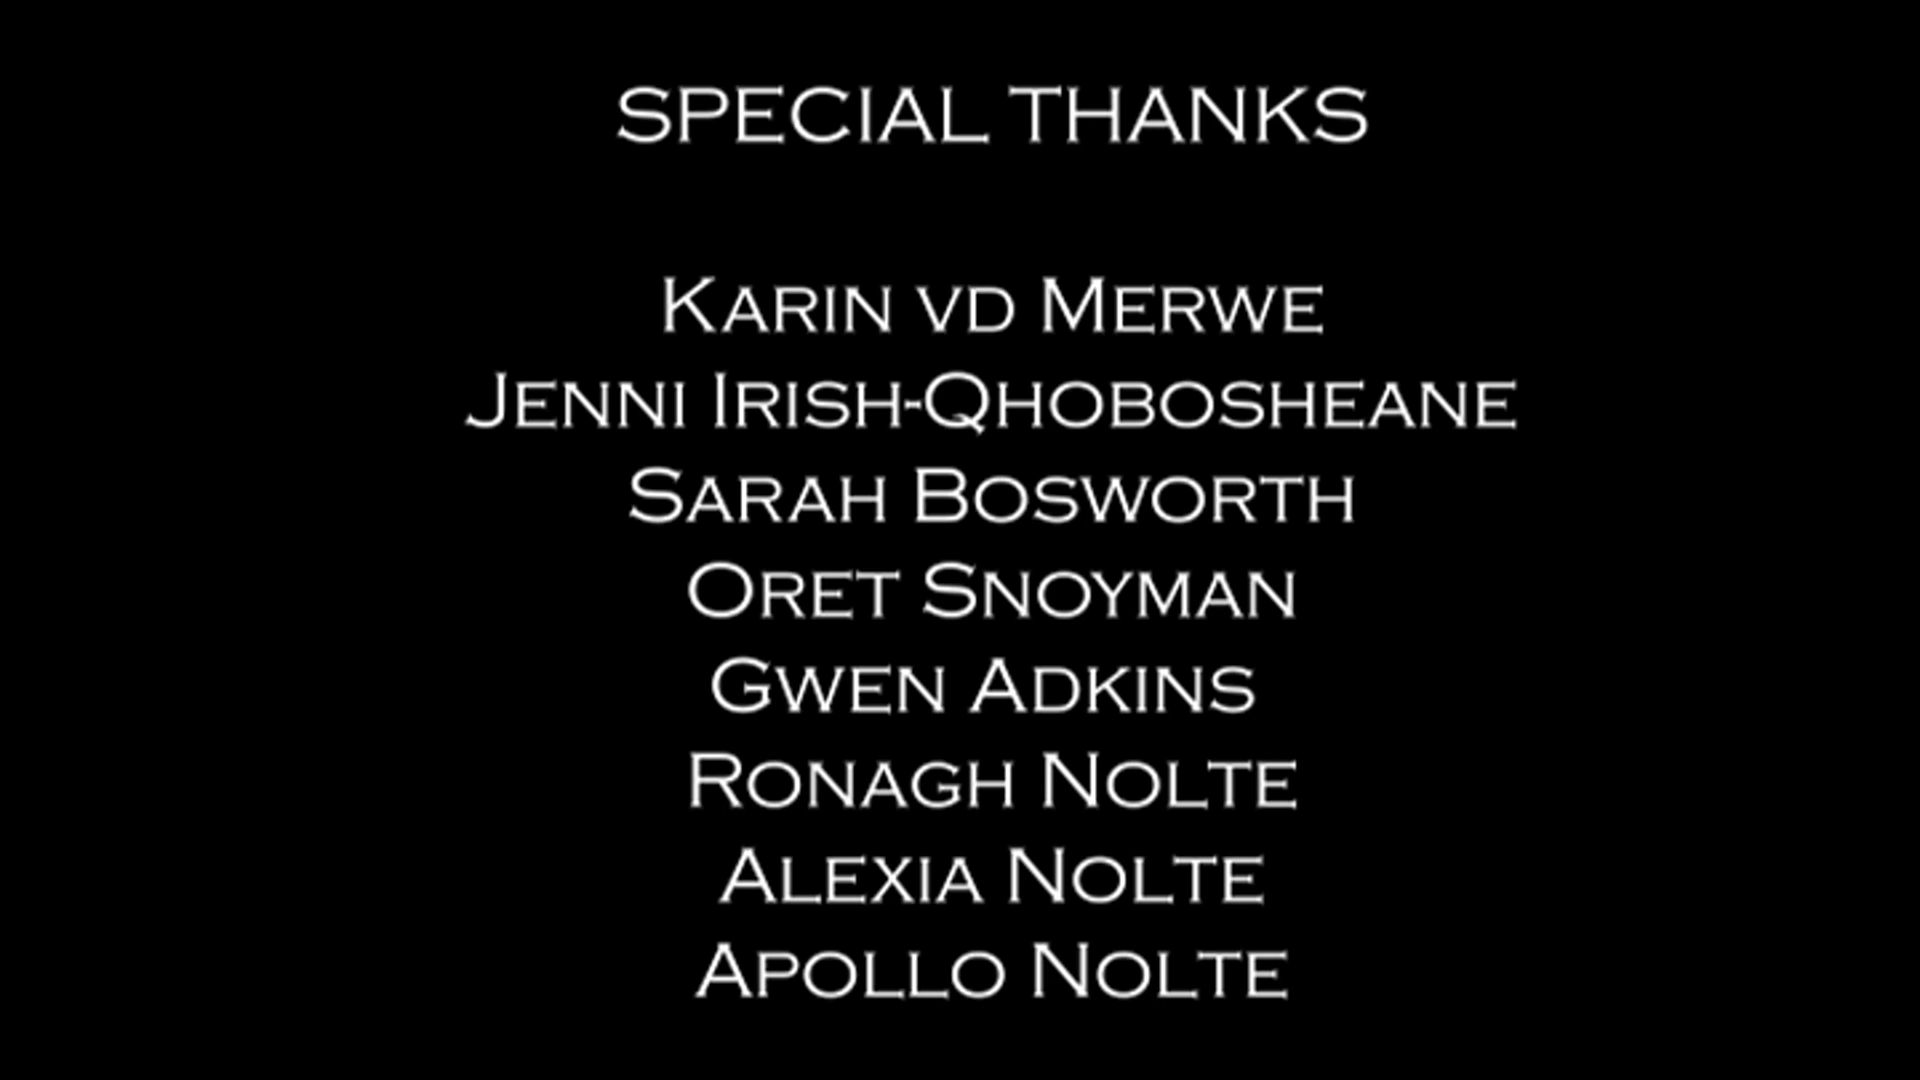 SPECIAL THANKS
Karin vd Merwe
Jenni Irish-Qhobosheane
Sarah Bosworth
Oret Snoyman
Gwen Adkins
Ronagh Nolte
Alexia Nolte
Apollo Nolte